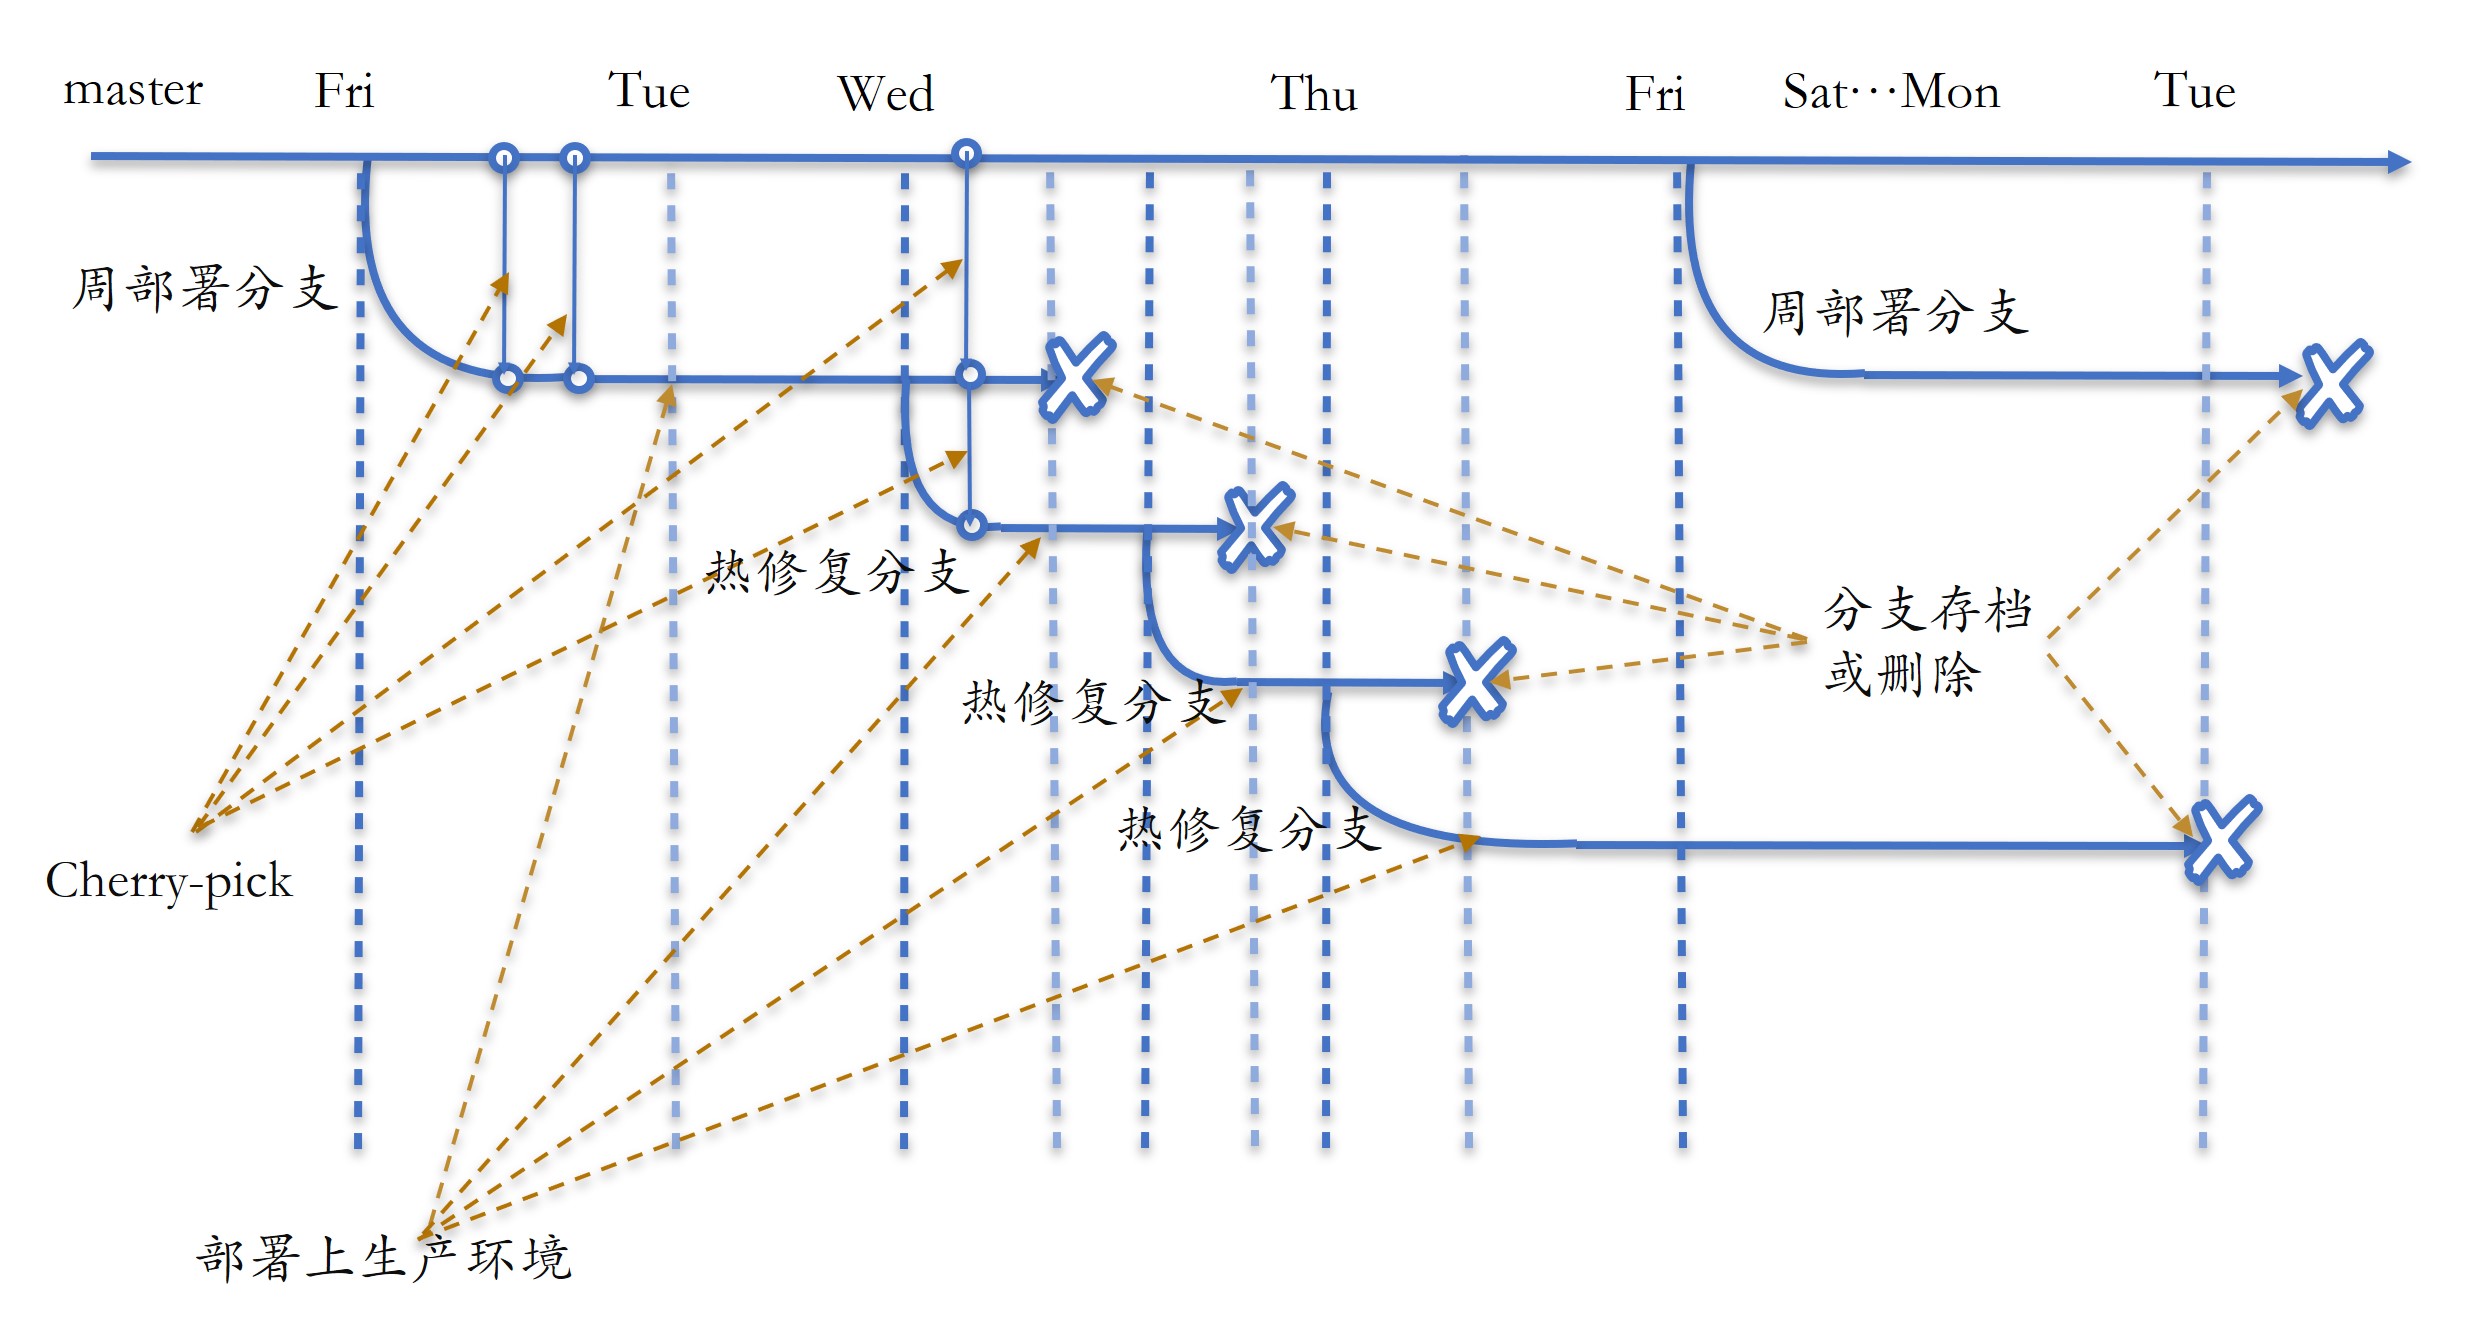 master Fri Tue Wed Thu Fri Sat···Mon Tue
周部署分支
周部署分支
热修复分支
分支存档
或删除
热修复分支
热修复分支
Cherry-pick
部署上生产环境